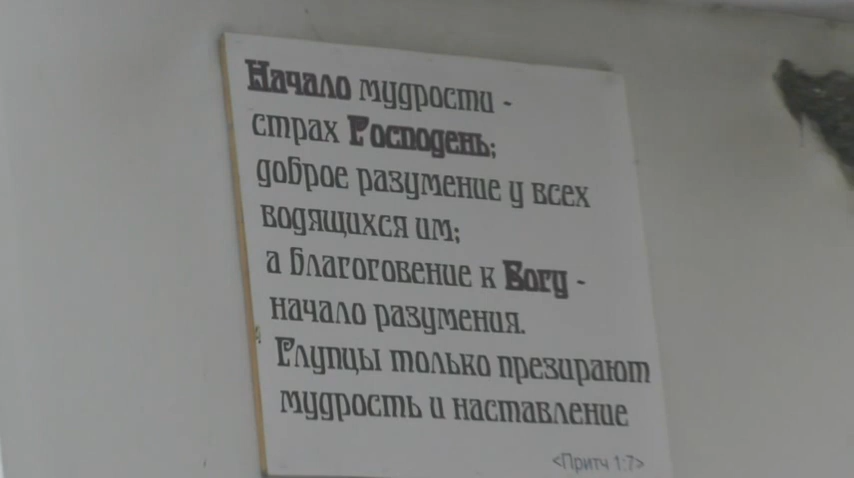 Начало мудрости -
страх Господень;
доброе разумение у всех
водящихся им;
а благоговение к Богу -
начало разумения.
Глупцы только презирают
мудрость и наставление
<Притч 1:7>